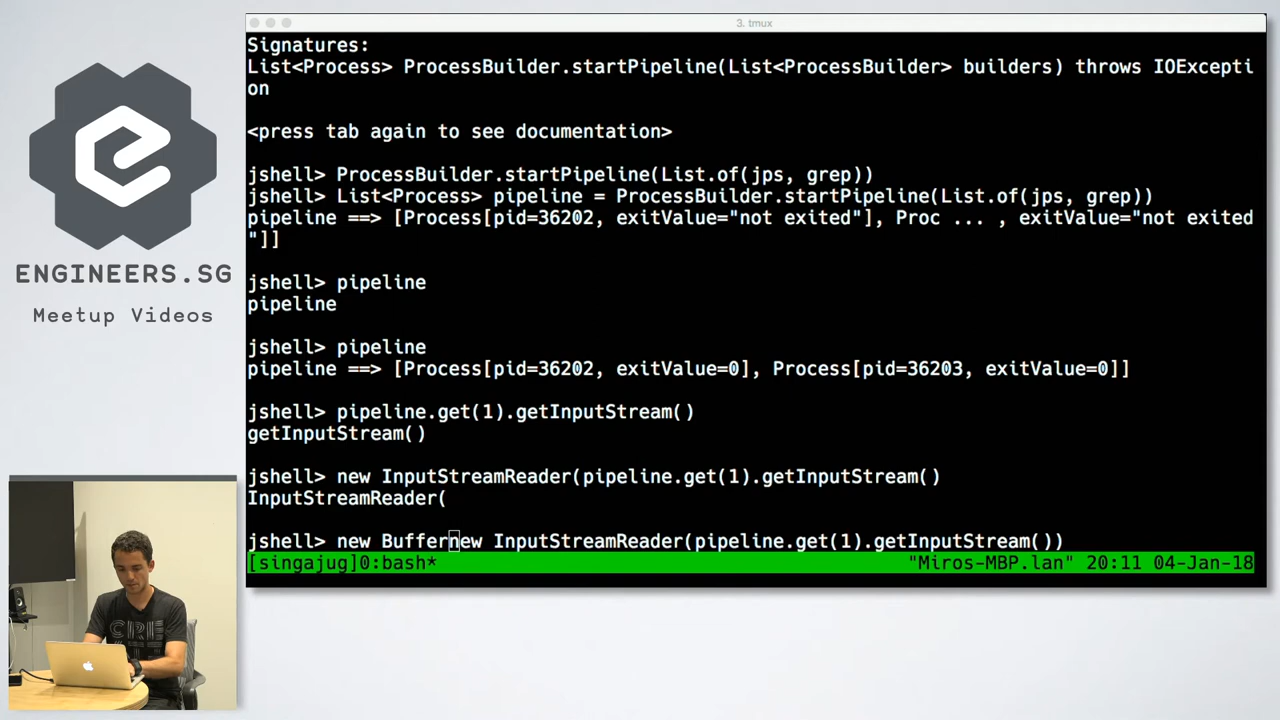 3. tmux
Signatures:
List<Process> ProcessBuilder.startPipeline(List<ProcessBuilder> builders) throws IOExcepti
on
<press tab again to see documentation>
jshell> ProcessBuilder.startPipeline(List.of(jps, grep))
jshell> List<Process> pipeline = ProcessBuilder.startPipeline(List.of(jps, grep))
pipeline ==> [Process[pid=36202, exitValue="not exited"], Proc ... , exitValue="not exited
"]]
jshell> pipeline
pipeline
jshell> pipeline
pipeline ==> [Process[pid=36202, exitValue=0], Process[pid=36203, exitValue=0]]
jshell> pipeline.get(1).getInputStream()
getInputStream()
jshell> new InputStreamReader(pipeline.get(1).getInputStream()
InputStreamReader(
jshell> new Buffernew InputStreamReader(pipeline.get(1).getInputStream())
[singajug]0:bash* "Miros-MBP.lan" 20:11 04-Jan-18
ENGINEERS.SG
Meetup Videos